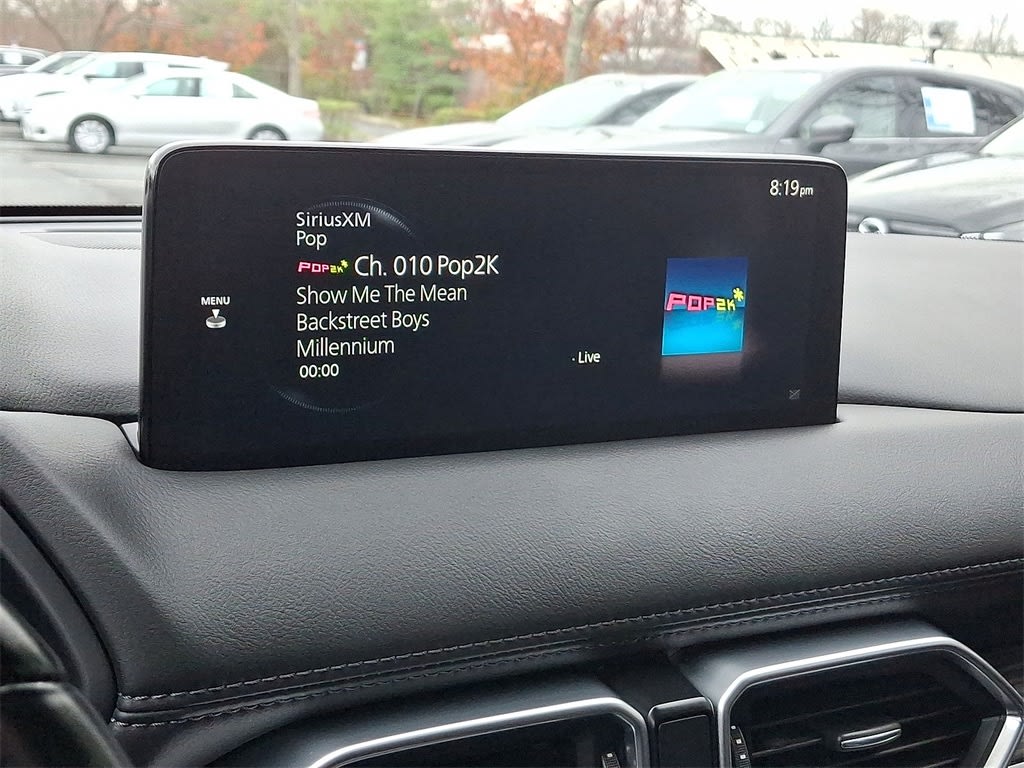 8:19pm
SiriusXM
Pop
POP2K* Ch. 010 Pop2K
Show Me The Mean
Backstreet Boys
Millennium
00:00
· Live
MENU
POP2K*